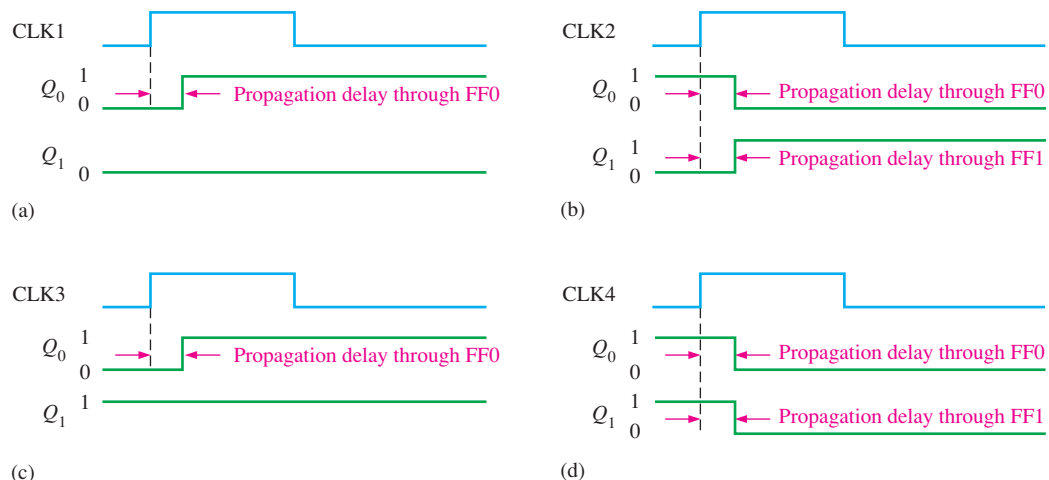 CLK1
1
Q0
0
Propagation delay through FF0
Q1
0
(a)
CLK2
1
Q0
0
Propagation delay through FF0
1
Q1
0
Propagation delay through FF1
(b)
CLK3
1
Q0
0
Propagation delay through FF0
Q1
1
(c)
CLK4
1
Q0
0
Propagation delay through FF0
1
Q1
0
Propagation delay through FF1
(d)